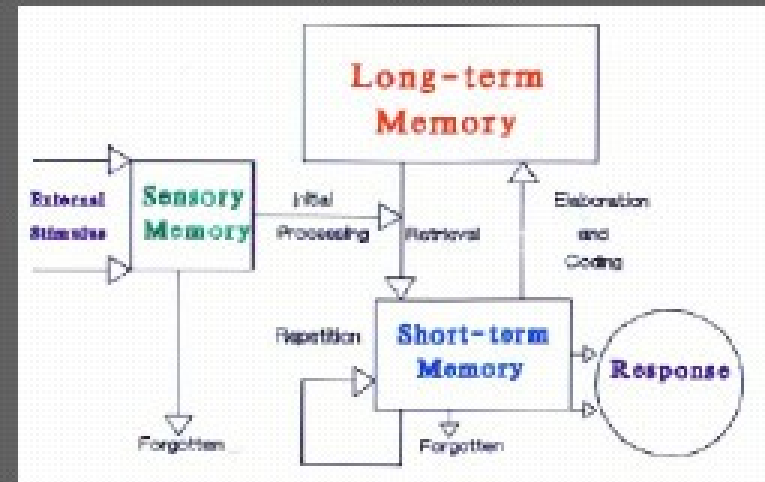 Long-term
Memory
External
Stimulus
Sensory
Memory
Initial
Processing
Retrieval
Elaboration
and
Coding
Repetition
Short-term
Memory
Response
Forgotten
Forgotten